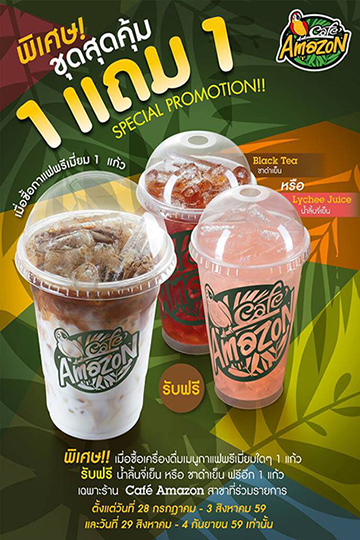 Café
Amazon
พิเศษ!
ชุดสุดคุ้ม
1 แถม 1
SPECIAL PROMOTION!!
เมื่อซื้อกาแฟพรีเมี่ยม 1 แก้ว
Black Tea
ชาดำเย็น
หรือ
Lychee Juice
น้ำลิ้นจี่เย็น
Café
Amazon
Café
Amazon
รับฟรี
พิเศษ!! เมื่อซื้อเครื่องดื่มเมนูกาแฟพรีเมี่ยมใดๆ 1 แก้ว
รับฟรี น้ำลิ้นจี่เย็น หรือ ชาดำเย็น ฟรีอีก 1 แก้ว
เฉพาะร้าน Café Amazon สาขาที่ร่วมรายการ
ตั้งแต่วันที่ 28 กรกฎาคม - 3 สิงหาคม 59
และวันที่ 29 สิงหาคม - 4 กันยายน 59 เท่านั้น